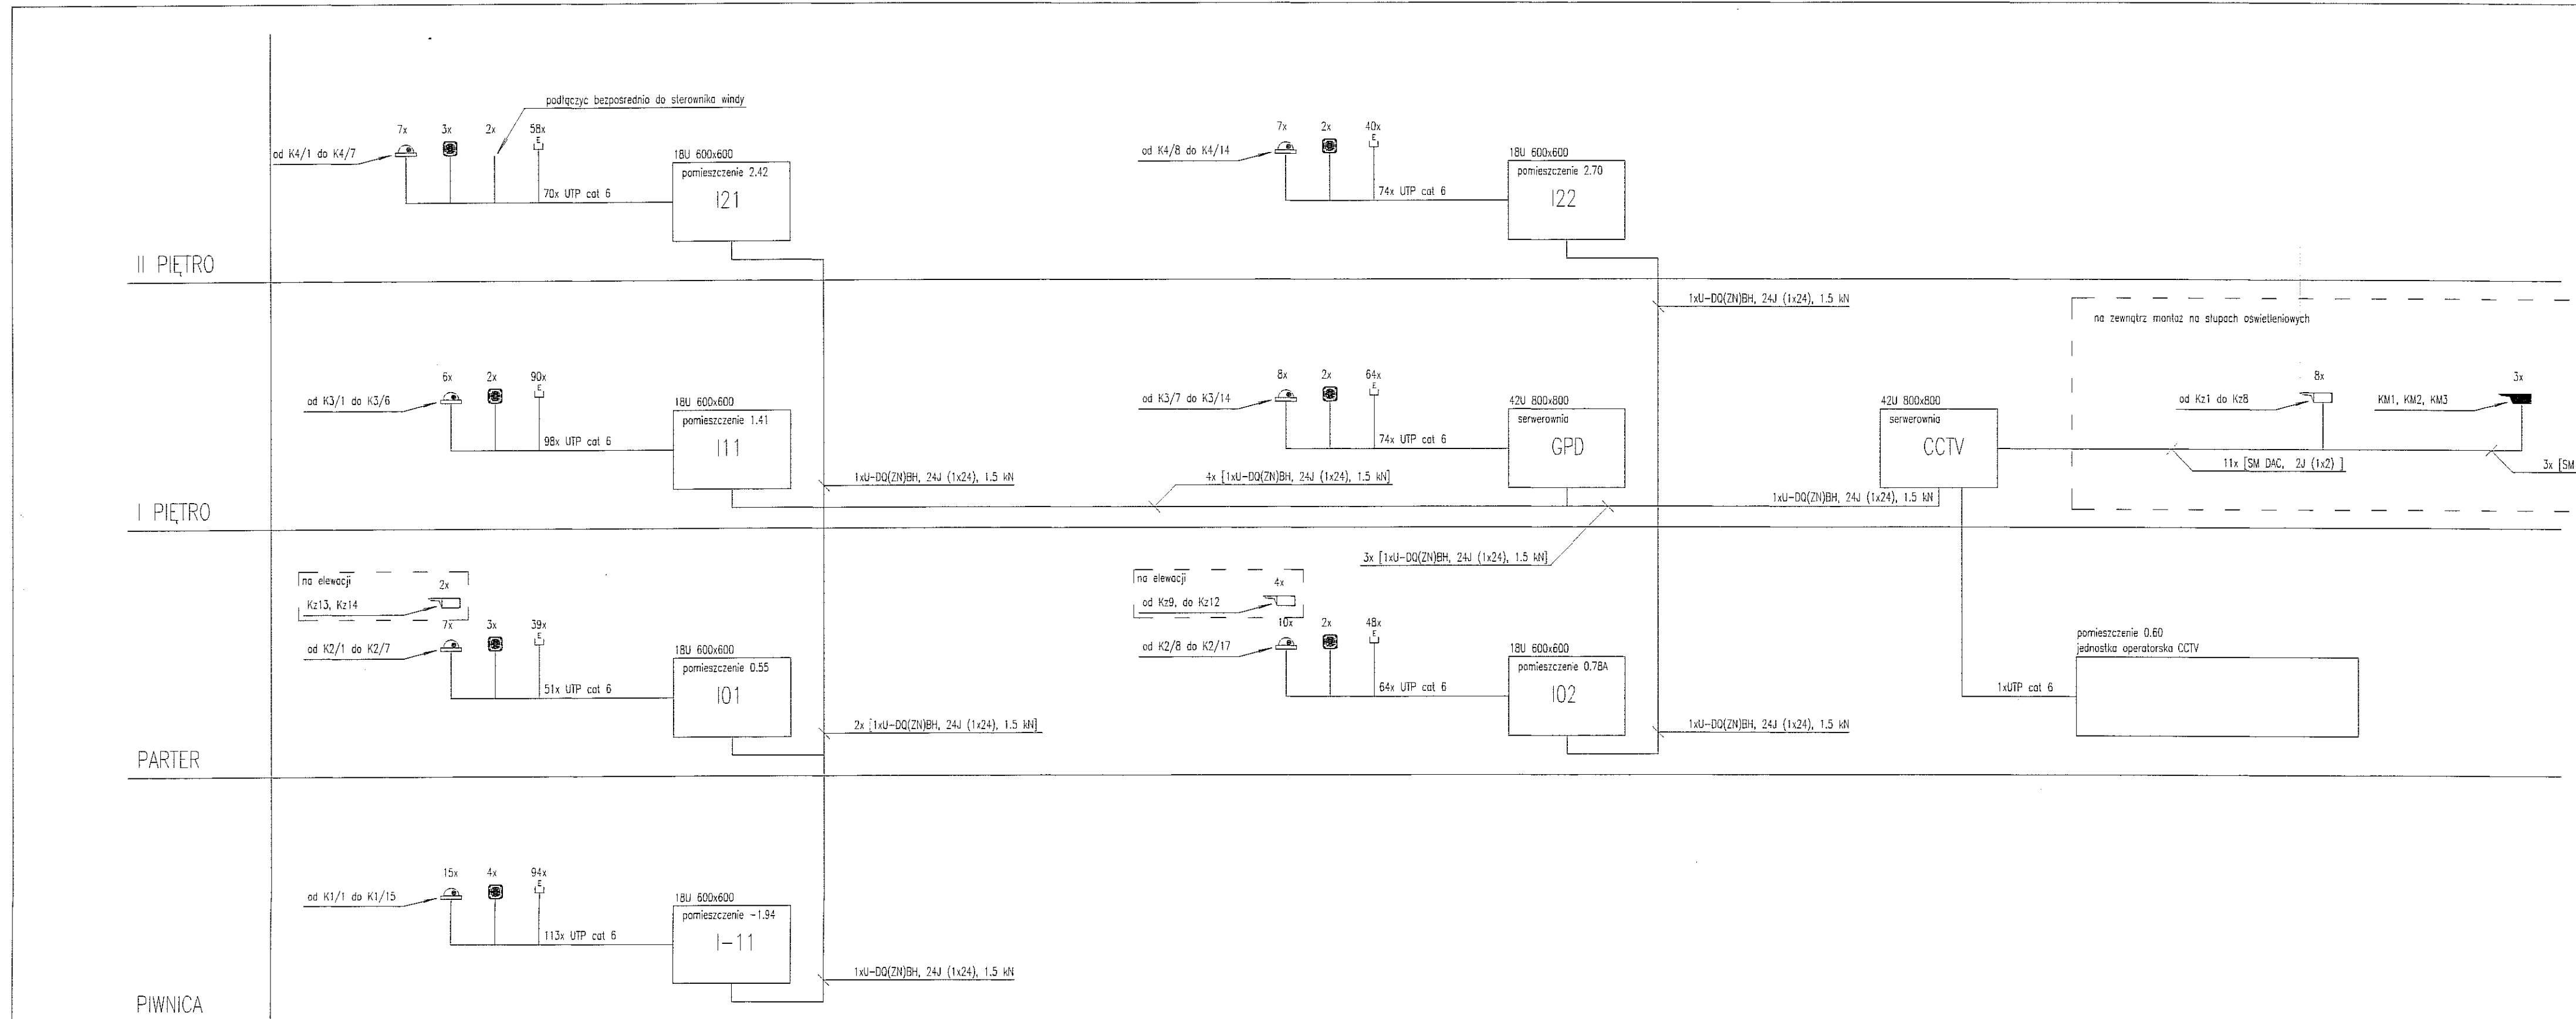 podłączyc bezposrednio do sterownika windy
7x 3x 2x 58x
E
od K4/1 do K4/7
70x UTP cat 6
18U 600x600
pomieszczenie 2.42
I21
7x 2x 40x
E
od K4/8 do K4/14
74x UTP cat 6
18U 600x600
pomieszczenie 2.70
I22
II PIĘTRO
1xU-DQ(ZN)BH, 24J (1x24), 1.5 kN
na zewnątrz montaz na słupach oświetleniowych
6x 2x 90x
E
od K3/1 do K3/6
98x UTP cat 6
18U 600x600
pomieszczenie 1.41
I11
1xU-DQ(ZN)BH, 24J (1x24), 1.5 kN
8x 2x 64x
E
od K3/7 do K3/14
74x UTP cat 6
42U 800x800
serwerownia
GPD
4x [1xU-DQ(ZN)BH, 24J (1x24), 1.5 kN]
42U 800x800
serwerownia
CCTV
1xU-DQ(ZN)BH, 24J (1x24), 1.5 kN
8x 3x
od Kz1 do Kz8
KM1, KM2, KM3
11x [SM DAC, 2J (1x2) ]
3x [SM
I PIĘTRO
3x [1xU-DQ(ZN)BH, 24J (1x24), 1.5 kN]
na elewacji
2x
Kz13, Kz14
7x 3x 39x
E
od K2/1 do K2/7
51x UTP cat 6
18U 600x600
pomieszczenie 0.55
I01
2x [1xU-DQ(ZN)BH, 24J (1x24), 1.5 kN]
na elewacji
4x
od Kz9, do Kz12
10x 2x 48x
E
od K2/8 do K2/17
64x UTP cat 6
18U 600x600
pomieszczenie 0.78A
I02
1xU-DQ(ZN)BH, 24J (1x24), 1.5 kN
pomieszczenie 0.60
jednostka operatorska CCTV
1xUTP cat 6
PARTER
15x 4x 94x
E
od K1/1 do K1/15
113x UTP cat 6
18U 600x600
pomieszczenie -1.94
I-11
1xU-DQ(ZN)BH, 24J (1x24), 1.5 kN
PIWNICA